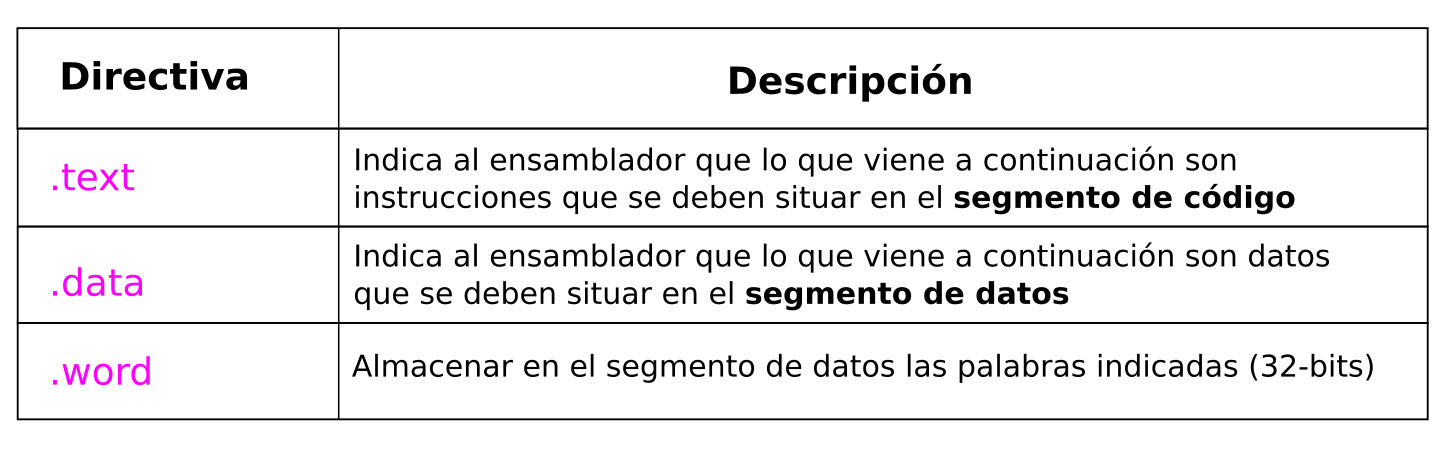 Directiva
Descripción
.text
Indica al ensamblador que lo que viene a continuación son
instrucciones que se deben situar en el segmento de código
.data
Indica al ensamblador que lo que viene a continuación son datos
que se deben situar en el segmento de datos
.word
Almacenar en el segmento de datos las palabras indicadas (32-bits)